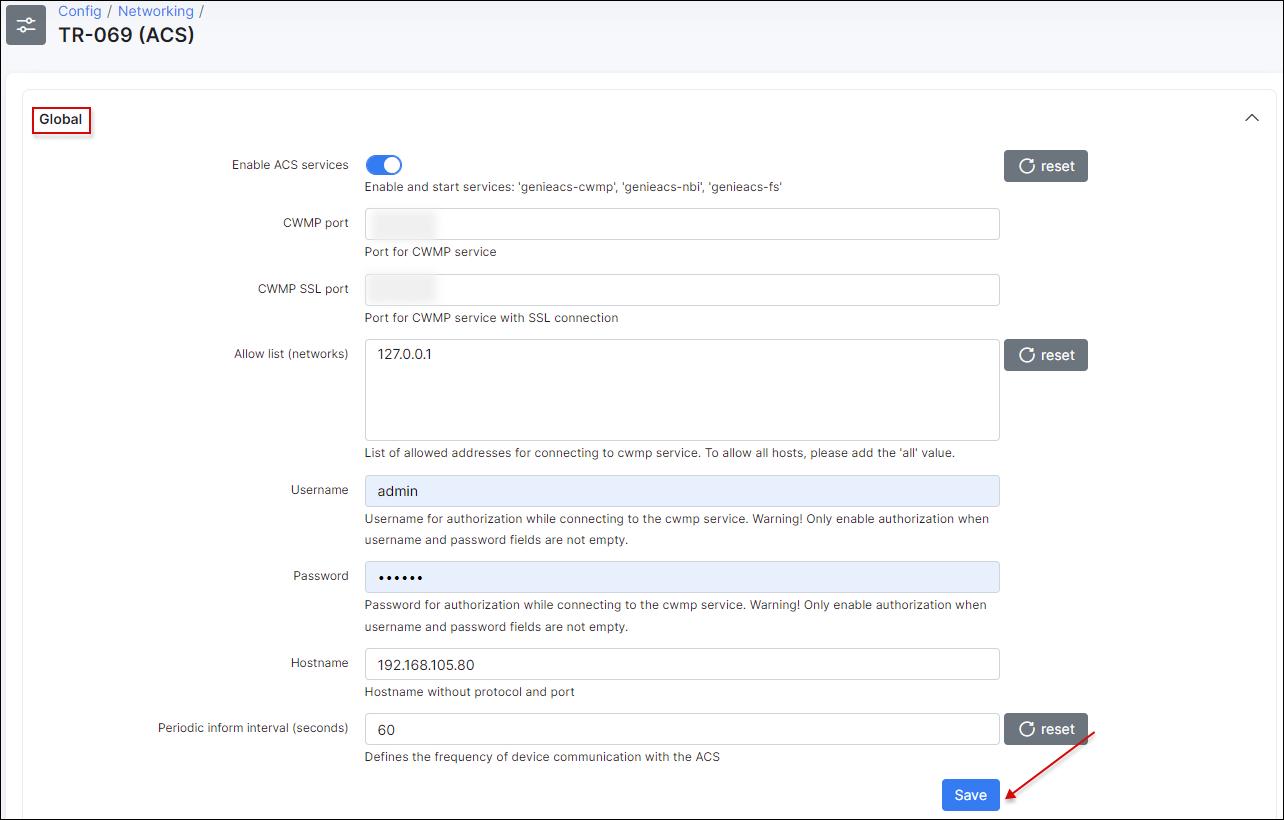 Config / Networking /
TR-069 (ACS)
Global
Enable ACS services
reset
Enable and start services: 'genieacs-cwmp', 'genieacs-nbi', 'genieacs-fs'
CWMP port
Port for CWMP service
CWMP SSL port
Port for CWMP service with SSL connection
Allow list (networks)
127.0.0.1
reset
List of allowed addresses for connecting to cwmp service. To allow all hosts, please add the 'all' value.
Username
admin
Username for authorization while connecting to the cwmp service. Warning! Only enable authorization when
username and password fields are not empty.
Password
••••••
Password for authorization while connecting to the cwmp service. Warning! Only enable authorization when
username and password fields are not empty.
Hostname
192.168.105.80
Hostname without protocol and port
Periodic inform interval (seconds)
60
reset
Defines the frequency of device communication with the ACS
Save